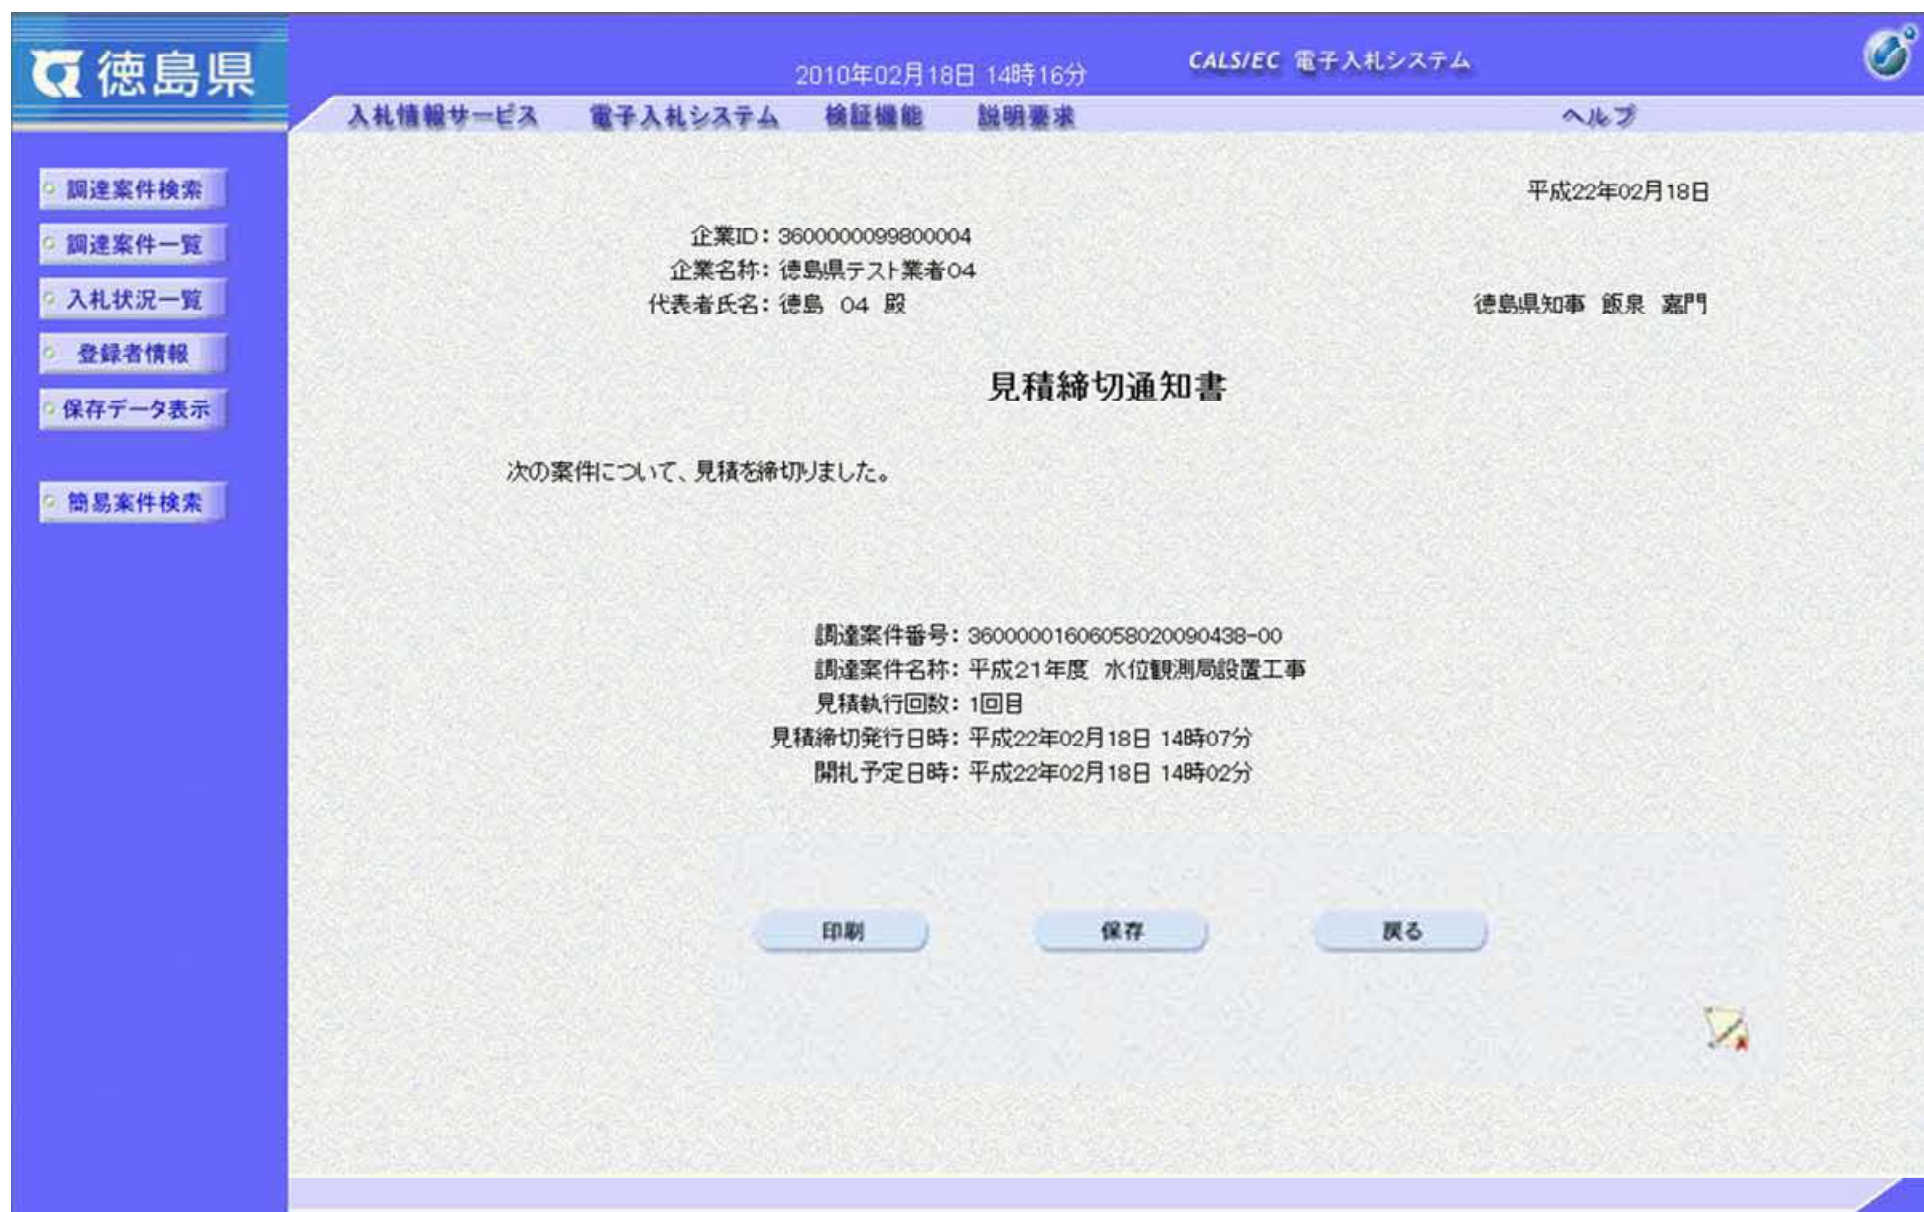 徳島県
2010年02月18日 14時16分
CALS/EC 電子入札システム
入札情報サービス 電子入札システム 検証機能 説明要求 ヘルプ
調達案件検索
調達案件一覧
入札状況一覧
登録者情報
保存データ表示
簡易案件検索
平成22年02月18日
企業ID：3600000099800004
企業名称：徳島県テスト業者04
代表者氏名：徳島 04 殿
徳島県知事 飯泉 嘉門
見積締切通知書
次の案件について、見積を締切りました。
調達案件番号：36000001606058020090438-00
調達案件名称：平成21年度 水位観測局設置工事
見積執行回数：1回目
見積締切発行日時：平成22年02月18日 14時07分
開札予定日時：平成22年02月18日 14時02分
印刷 保存 戻る